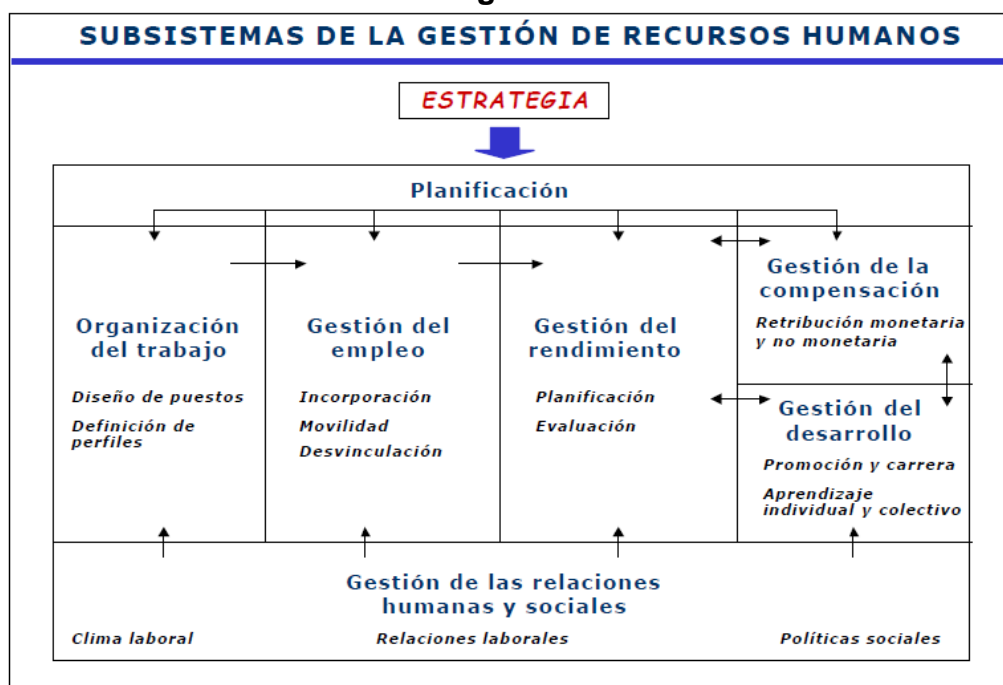 SUBSISTEMAS DE LA GESTIÓN DE RECURSOS HUMANOS
ESTRATEGIA
Planificación
Organización
del trabajo
Diseño de puestos
Definición de
perfiles
Gestión del
empleo
Incorporación
Movilidad
Desvinculación
Gestión del
rendimiento
Planificación
Evaluación
Gestión de la
compensación
Retribución monetaria
y no monetaria
Gestión del
desarrollo
Promoción y carrera
Aprendizaje
individual y colectivo
Gestión de las relaciones
humanas y sociales
Clima laboral
Relaciones laborales
Políticas sociales